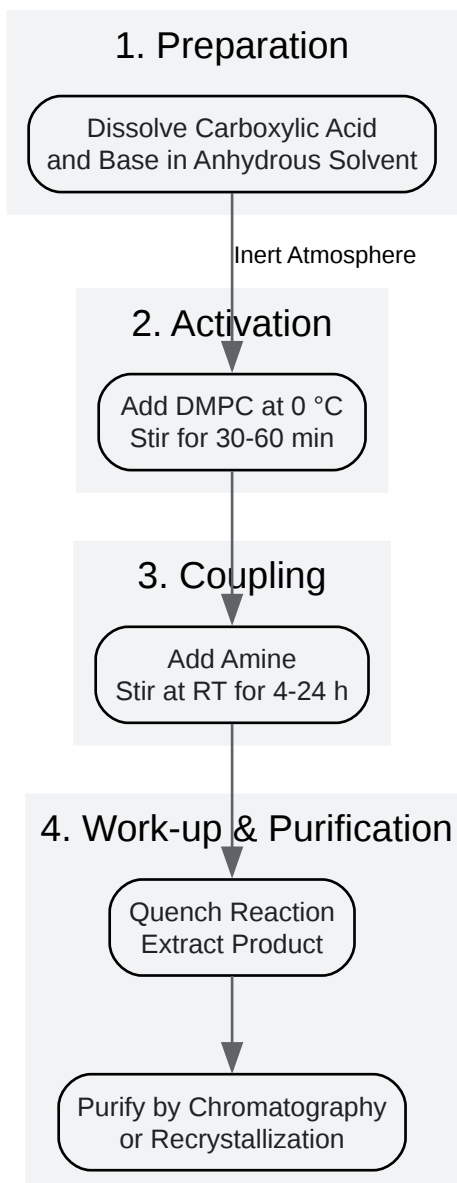 1. Preparation
Dissolve Carboxylic Acid
and Base in Anhydrous Solvent
Inert Atmosphere
2. Activation
Add DMPC at 0 °C
Stir for 30-60 min
3. Coupling
Add Amine
Stir at RT for 4-24 h
4. Work-up & Purification
Quench Reaction
Extract Product
Purify by Chromatography
or Recrystallization